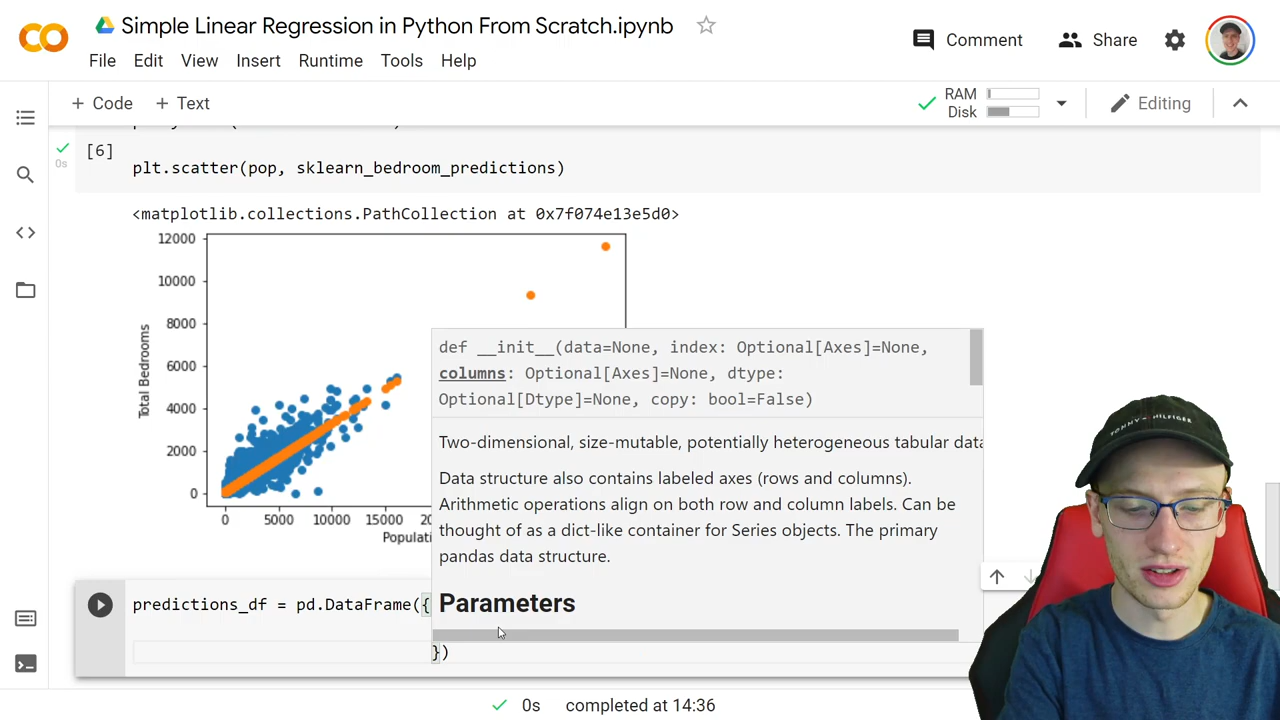 Simple Linear Regression in Python From Scratch.ipynb
Comment
Share
File Edit View Insert Runtime Tools Help
+ Code + Text
RAM
Disk
Editing
[6]
0s
plt.scatter(pop, sklearn_bedroom_predictions)
<matplotlib.collections.PathCollection at 0x7f074e13e5d0>
12000
10000
8000
6000
4000
2000
0
Total Bedrooms
0 5000 10000 15000 20
Populati
def __init__(data=None, index: Optional[Axes]=None,
columns: Optional[Axes]=None, dtype:
Optional[Dtype]=None, copy: bool=False)
Two-dimensional, size-mutable, potentially heterogeneous tabular data
Data structure also contains labeled axes (rows and columns).
Arithmetic operations align on both row and column labels. Can be
thought of as a dict-like container for Series objects. The primary
pandas data structure.
Parameters
predictions_df = pd.DataFrame({
})
0s completed at 14:36
TOMMY HILFIGER